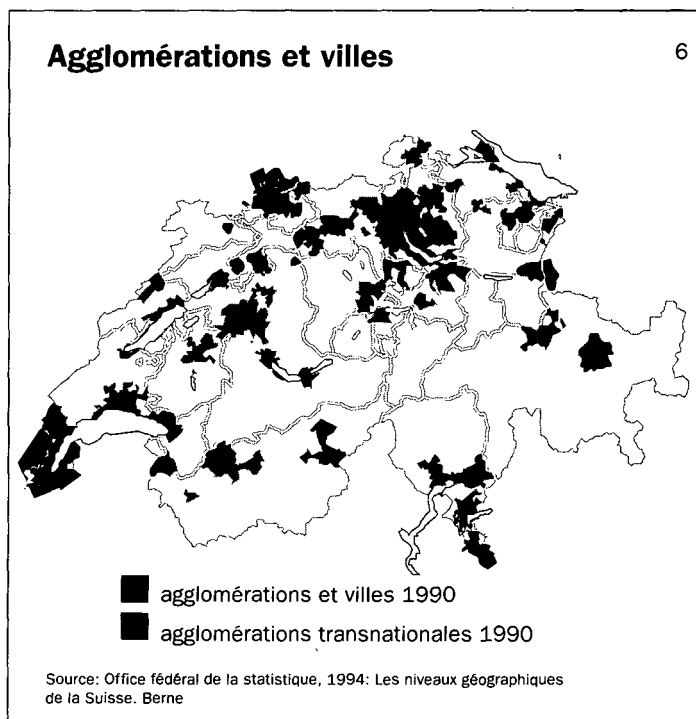 Agglomérations et villes
6
agglomérations et villes 1990
agglomérations transnationales 1990
Source: Office fédéral de la statistique, 1994: Les niveaux géographiques
de la Suisse. Berne